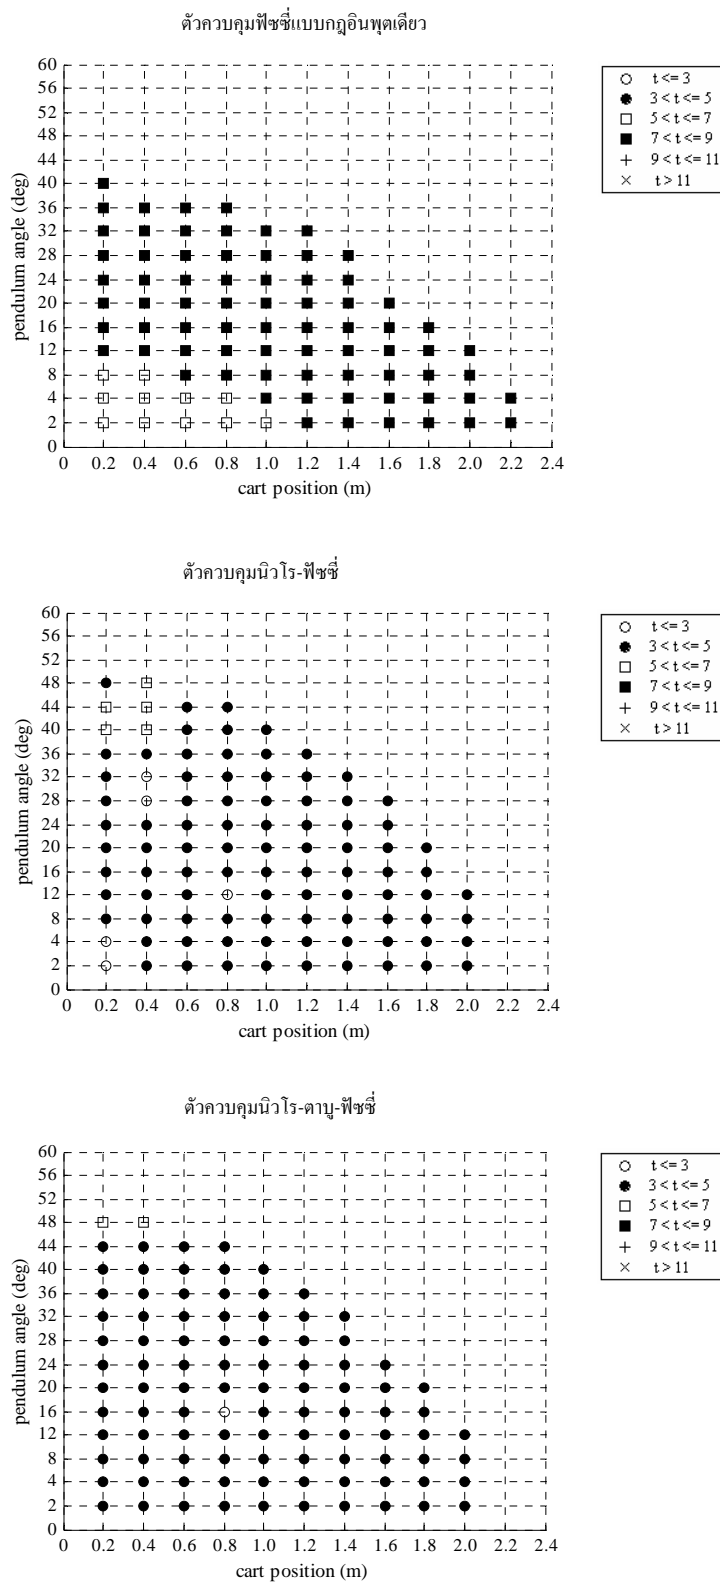 ตัวควบคุมฟัซซี่แบบกฎอินพุตเดียว
60
56
52
48
44
40
36
32
28
24
20
16
12
8
4
2
0
pendulum angle (deg)
0 0.2 0.4 0.6 0.8 1.0 1.2 1.4 1.6 1.8 2.0 2.2 2.4
cart position (m)
t <= 3
3 < t <= 5
5 < t <= 7
7 < t <= 9
9 < t <= 11
t > 11
ตัวควบคุมนิวโร-ฟัซซี่
60
56
52
48
44
40
36
32
28
24
20
16
12
8
4
2
0
pendulum angle (deg)
0 0.2 0.4 0.6 0.8 1.0 1.2 1.4 1.6 1.8 2.0 2.2 2.4
cart position (m)
t <= 3
3 < t <= 5
5 < t <= 7
7 < t <= 9
9 < t <= 11
t > 11
ตัวควบคุมนิวโร-ตาบู-ฟัซซี่
60
56
52
48
44
40
36
32
28
24
20
16
12
8
4
2
0
pendulum angle (deg)
0 0.2 0.4 0.6 0.8 1.0 1.2 1.4 1.6 1.8 2.0 2.2 2.4
cart position (m)
t <= 3
3 < t <= 5
5 < t <= 7
7 < t <= 9
9 < t <= 11
t > 11